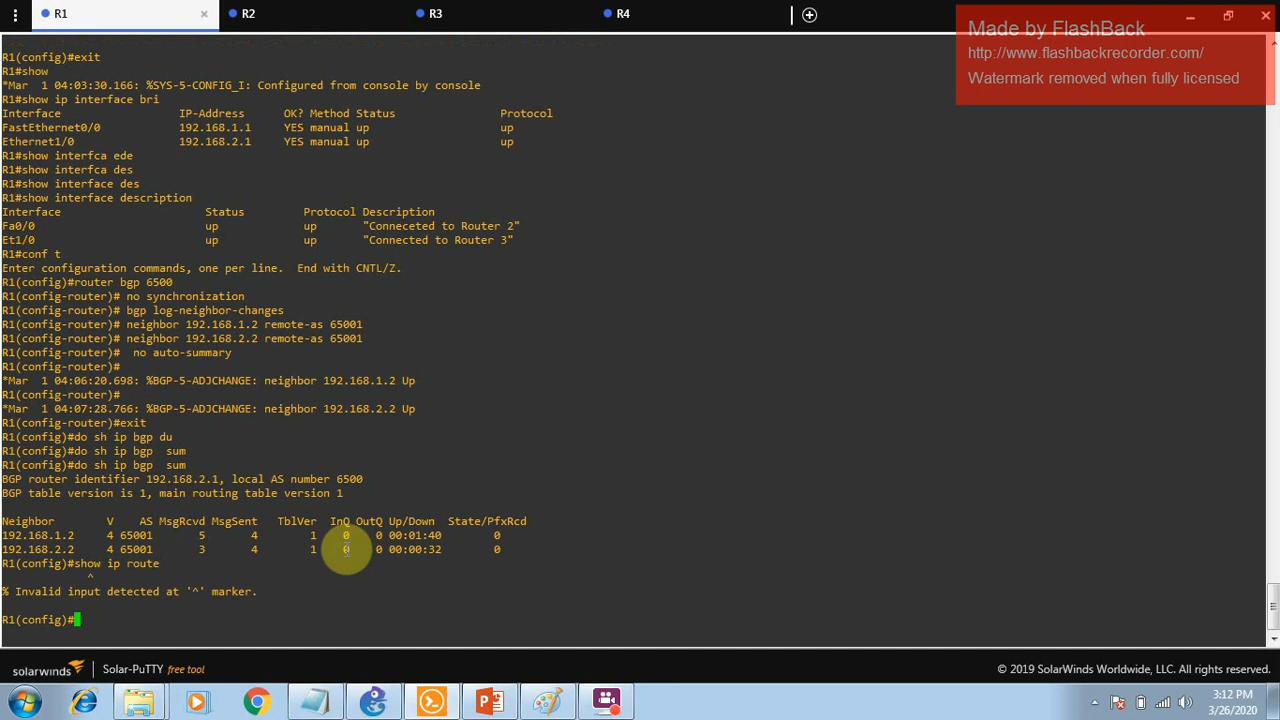 R1
R2
R3
R4
Made by FlashBack
http://www.flashbackrecorder.com/
Watermark removed when fully licensed
R1(config)#exit
R1#show
*Mar  1 04:03:30.166: %SYS-5-CONFIG_I: Configured from console by console
R1#show ip interface bri
Interface IP-Address OK? Method Status Protocol
FastEthernet0/0 192.168.1.1 YES manual up up
Ethernet1/0 192.168.2.1 YES manual up up
R1#show interfca ede
R1#show interfca des
R1#show interface des
R1#show interface description
Interface Status Protocol Description
Fa0/0 up up "Conneceted to Router 2"
Et1/0 up up "Connecected to Router 3"
R1#conf t
Enter configuration commands, one per line.  End with CNTL/Z.
R1(config)#router bgp 6500
R1(config-router)# no synchronization
R1(config-router)# bgp log-neighbor-changes
R1(config-router)# neighbor 192.168.1.2 remote-as 65001
R1(config-router)# neighbor 192.168.2.2 remote-as 65001
R1(config-router)#  no auto-summary
R1(config-router)#
*Mar  1 04:06:20.698: %BGP-5-ADJCHANGE: neighbor 192.168.1.2 Up
R1(config-router)#
*Mar  1 04:07:28.766: %BGP-5-ADJCHANGE: neighbor 192.168.2.2 Up
R1(config-router)#exit
R1(config)#do sh ip bgp du
R1(config)#do sh ip bgp  sum
R1(config)#do sh ip bgp  sum
BGP router identifier 192.168.2.1, local AS number 6500
BGP table version is 1, main routing table version 1
Neighbor V AS MsgRcvd MsgSent TblVer InQ OutQ Up/Down State/PfxRcd
192.168.1.2 4 65001 5 4 1 0 0 00:01:40 0
192.168.2.2 4 65001 3 4 1 0 0 00:00:32 0
R1(config)#show ip route
^
% Invalid input detected at '^' marker.
R1(config)#
solarwinds Solar-PuTTY free tool
© 2019 SolarWinds Worldwide, LLC. All rights reserved.
3:12 PM
3/26/2020